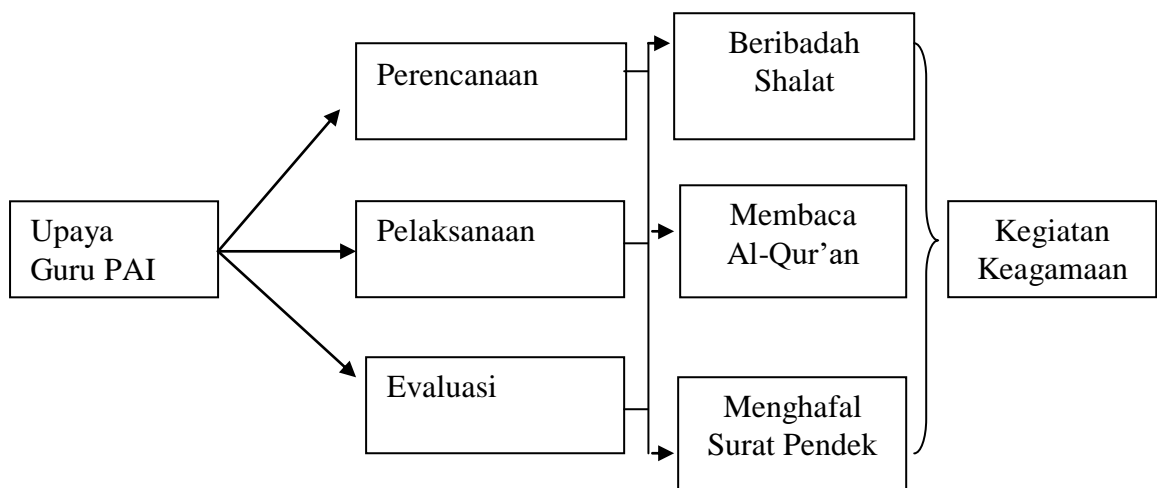 Upaya
Guru PAI
Perencanaan
Pelaksanaan
Evaluasi
Beribadah
Shalat
Membaca
Al-Qur’an
Menghafal
Surat Pendek
Kegiatan
Keagamaan